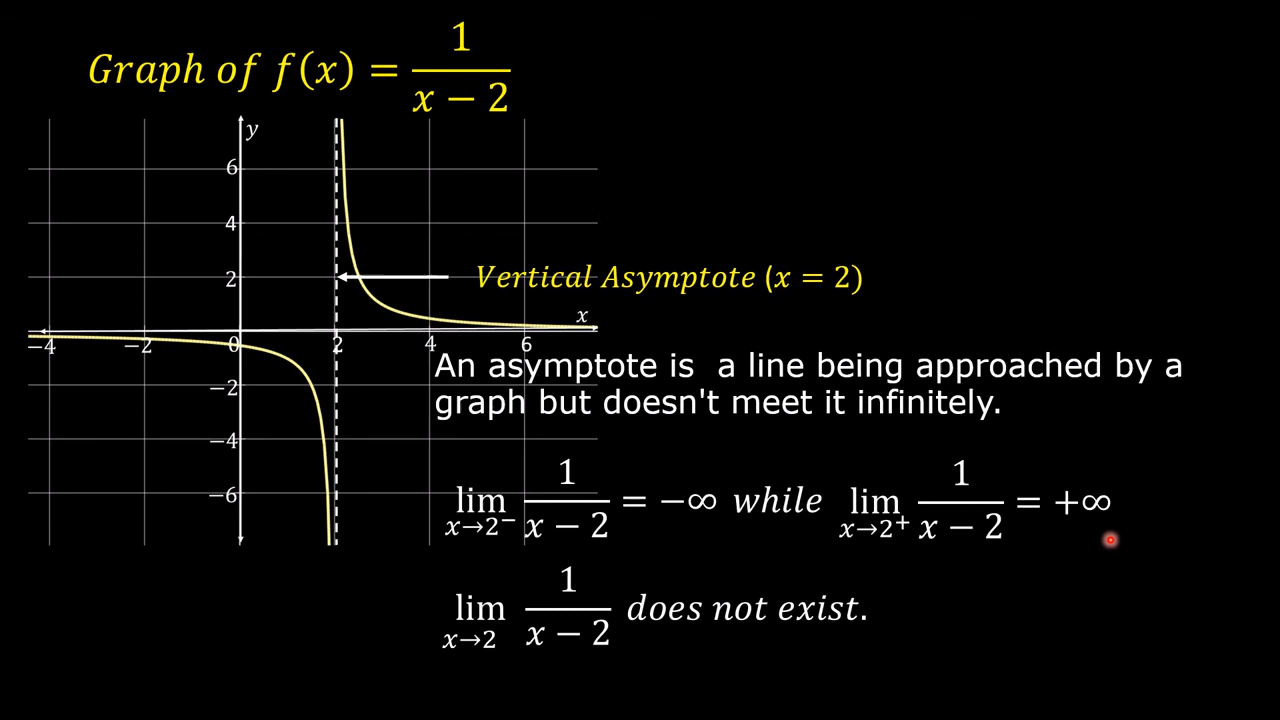 Graph of f(x) = 1/(x − 2)
y
6
4
2
Vertical Asymptote (x = 2)
x
−4 −2 0 2 4 6
An asymptote is  a line being approached by a
graph but doesn't meet it infinitely.
−2
−4
−6
lim x→2⁻ 1/(x − 2) = −∞ while lim x→2⁺ 1/(x − 2) = +∞
lim x→2 1/(x − 2) does not exist.